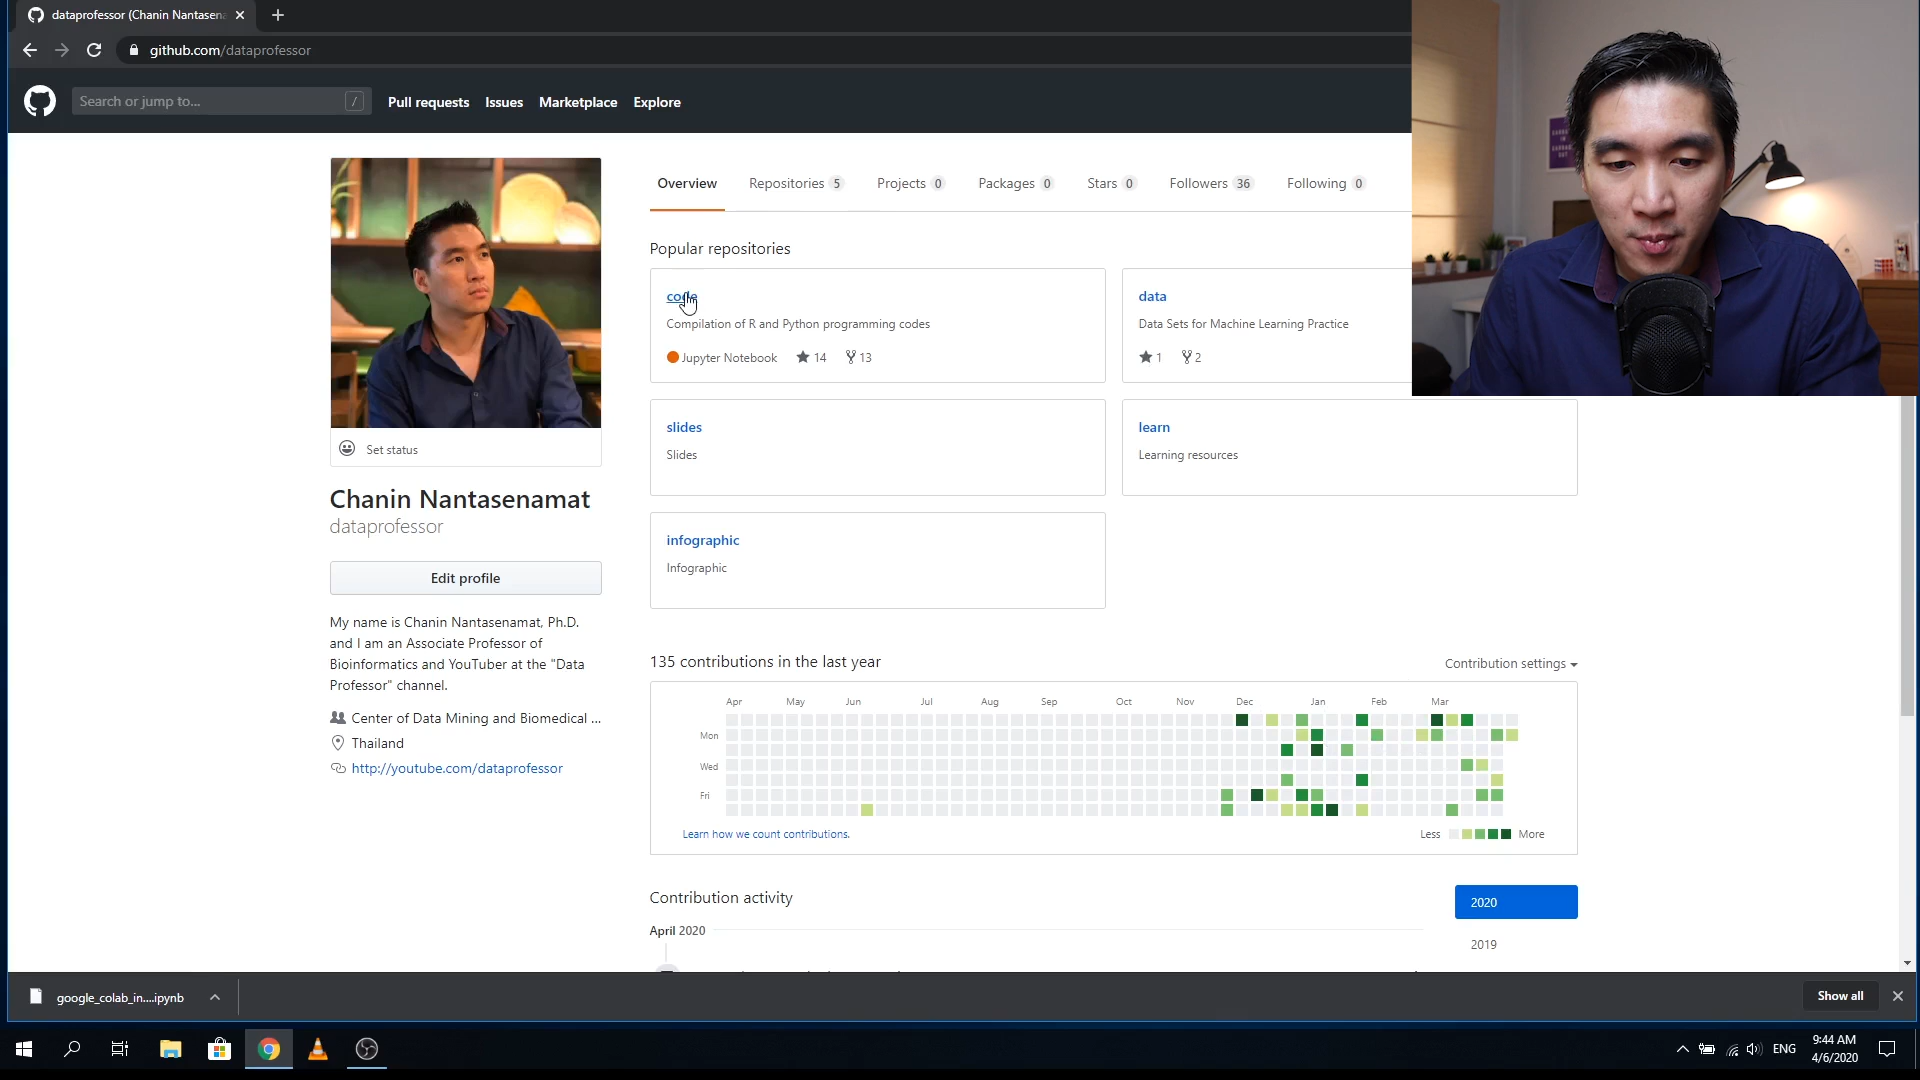 dataprofessor (Chanin Nantasena
github.com/dataprofessor
Search or jump to...
/
Pull requests
Issues
Marketplace
Explore
Overview
Repositories 5
Projects 0
Packages 0
Stars 0
Followers 36
Following 0
Popular repositories
code
Compilation of R and Python programming codes
Jupyter Notebook
14
13
data
Data Sets for Machine Learning Practice
1
2
slides
Slides
learn
Learning resources
infographic
Infographic
Set status
Chanin Nantasenamat
dataprofessor
Edit profile
My name is Chanin Nantasenamat, Ph.D.
and I am an Associate Professor of
Bioinformatics and YouTuber at the "Data
Professor" channel.
Center of Data Mining and Biomedical ...
Thailand
http://youtube.com/dataprofessor
135 contributions in the last year
Contribution settings
Apr May Jun Jul Aug Sep Oct Nov Dec Jan Feb Mar
Mon
Wed
Fri
Learn how we count contributions.
Less
More
Contribution activity
2020
April 2020
2019
google_colab_in....ipynb
Show all
ENG
9:44 AM
4/6/2020